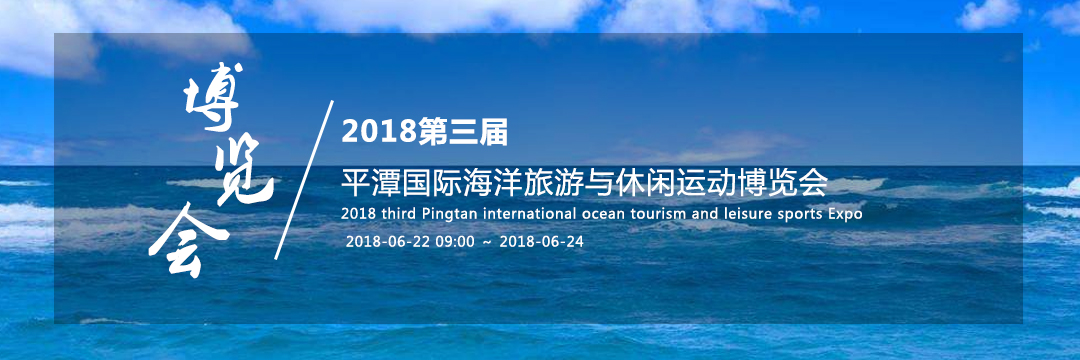 博览会
2018第三届
平潭国际海洋旅游与休闲运动博览会
2018 third Pingtan international ocean tourism and leisure sports Expo
2018-06-22 09:00 ~ 2018-06-24